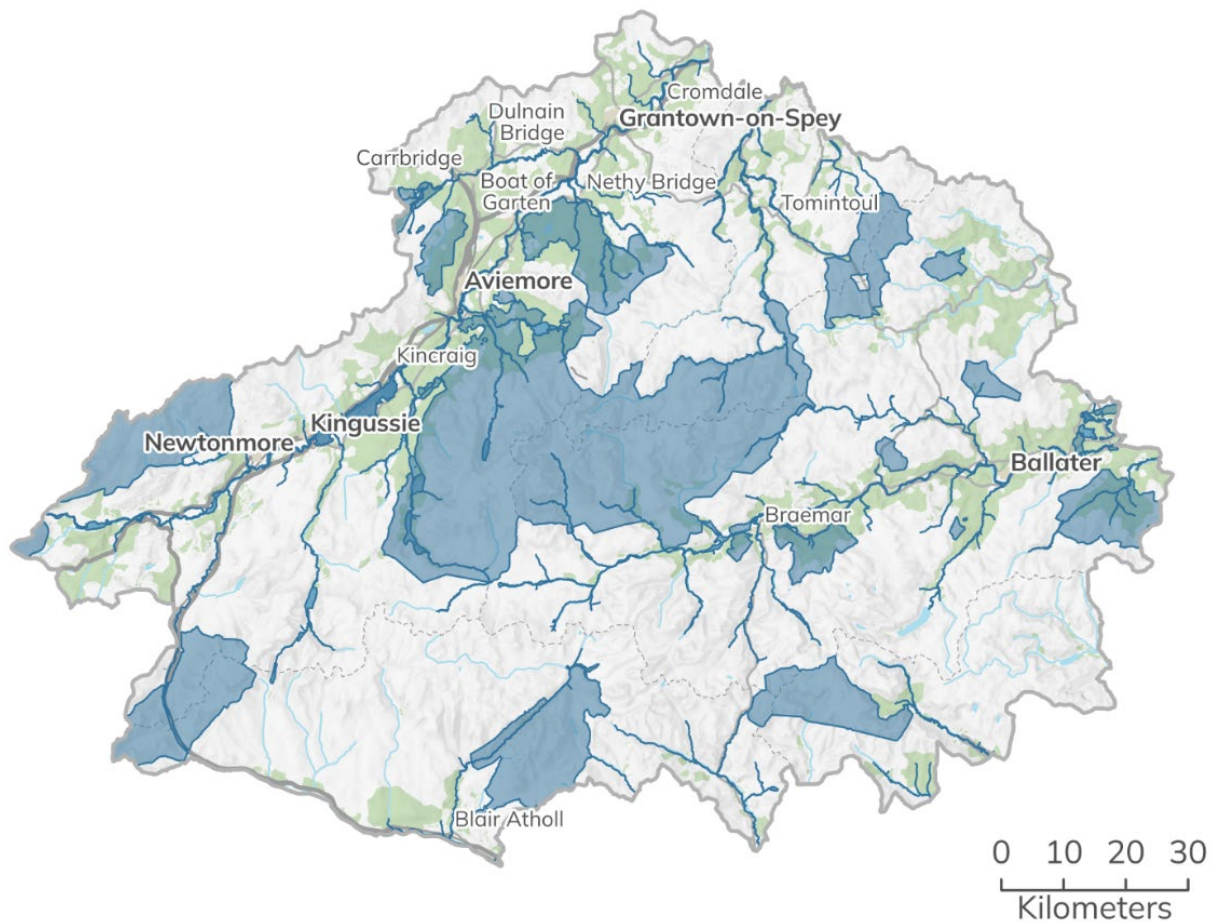 Cromdale
Grantown-on-Spey
Dulnain
Bridge
Carrbridge
Boat of
Garten
Nethy Bridge
Tomintoul
Aviemore
Kincraig
Kingussie
Newtonmore
Ballater
Braemar
Blair Atholl
0 10 20 30
Kilometers